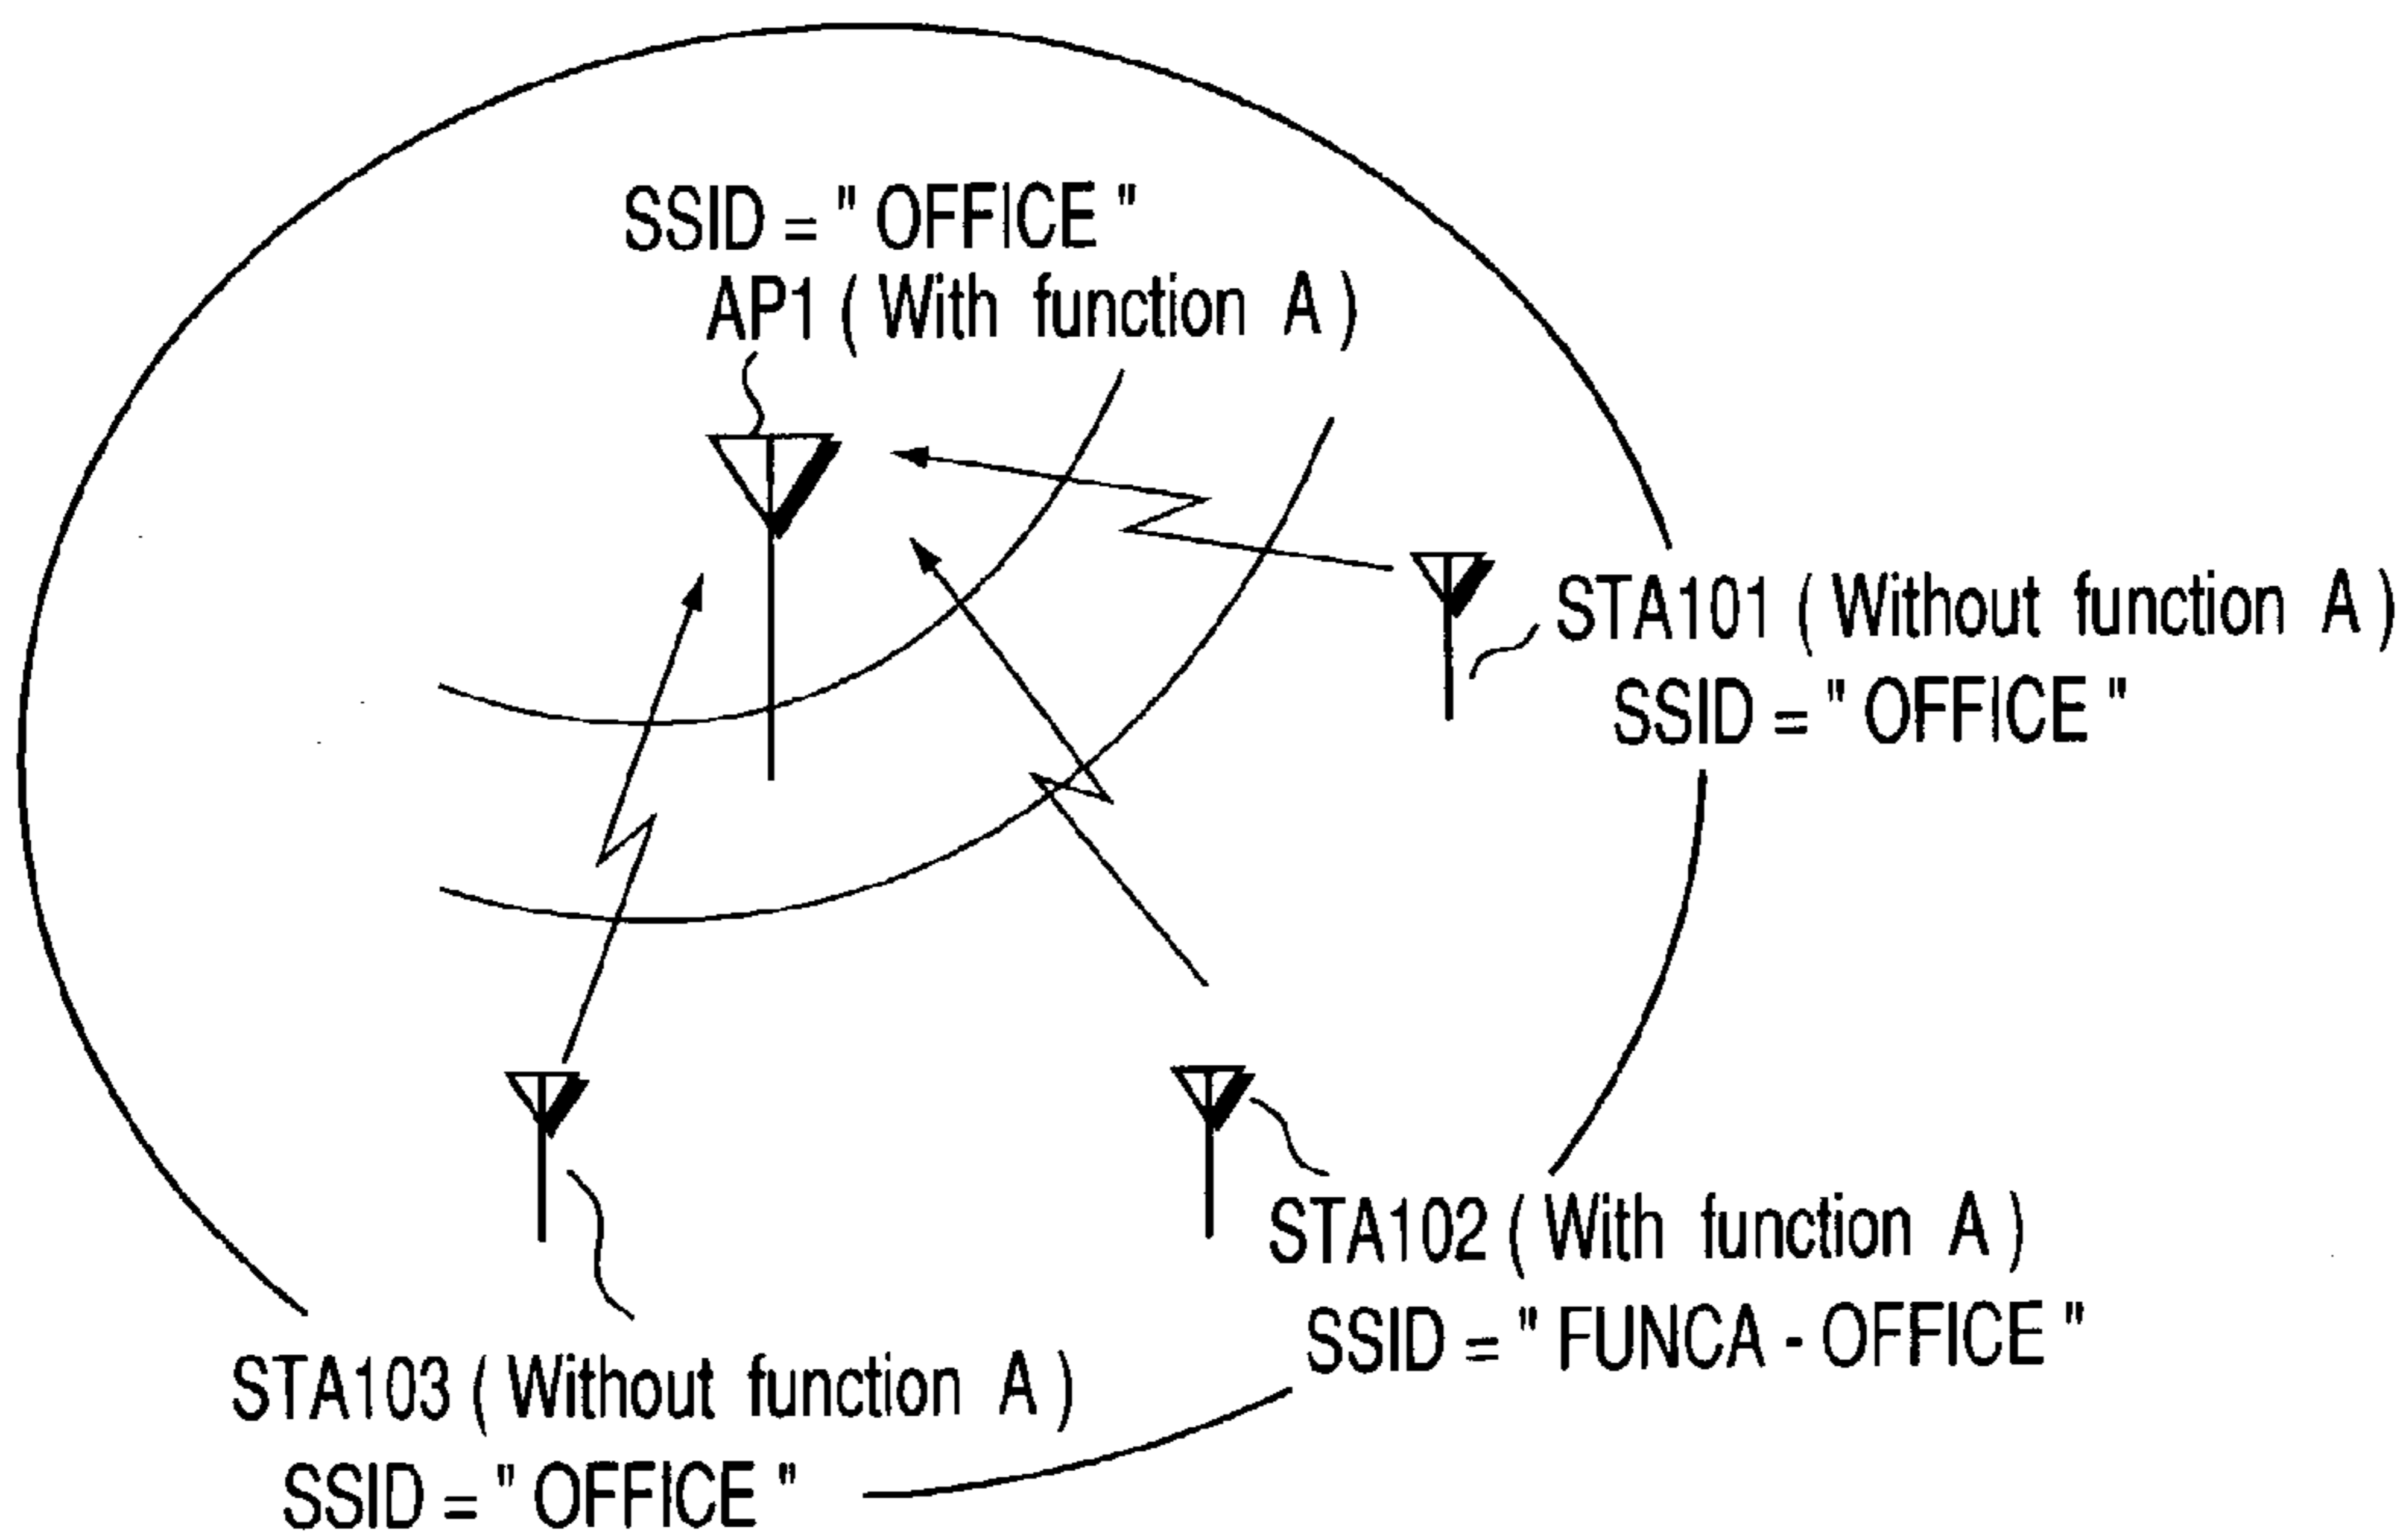 SSID = " OFFICE "
AP1 ( With function A )
STA101 ( Without function A )
SSID = " OFFICE "
STA102 ( With function A )
SSID = " FUNCA - OFFICE "
STA103 ( Without function A )
SSID = " OFFICE "